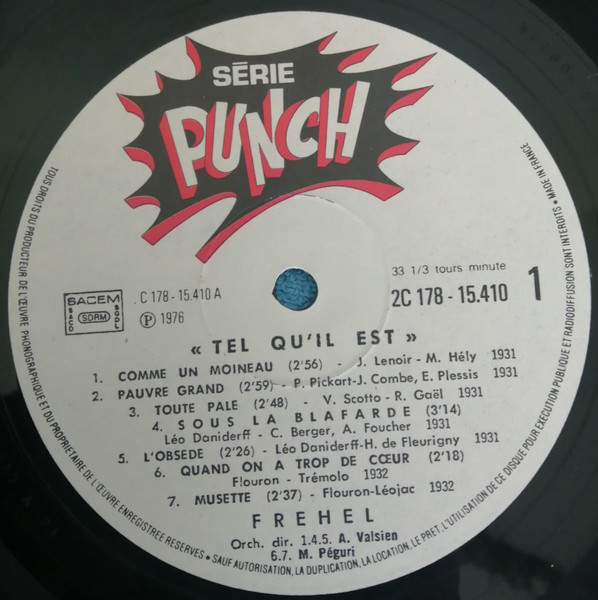 SÉRIE
PUNCH
33 1/3 tours minute
SACEM
SACD SDRM SGDL
. C 178 - 15.410 A
2C 178 - 15.410
1
Ⓟ 1976
« TEL QU'IL EST »
1. COMME UN MOINEAU (2'56) - J. Lenoir - M. Hély 1931
2. PAUVRE GRAND (2'59) - P. Pickart-J. Combe, E. Plessis 1931
3. TOUTE PALE (2'48) - V. Scotto - R. Gaël 1931
4. SOUS LA BLAFARDE (3'14)
Léo Daniderff - C. Berger, A. Foucher 1931
5. L'OBSEDE (2'26) - Léo Daniderff-H. de Fleurigny 1931
6. QUAND ON A TROP DE CŒUR (2'18)
Flouron - Trémolo 1932
7. MUSETTE (2'37) - Flouron-Léojac 1932
FREHEL
Orch. dir. 1.4.5. A. Valsien
6.7. M. Péguri
TOUS DROITS DU PRODUCTEUR DE L'ŒUVRE PHONOGRAPHIQUE ET DU PROPRIETAIRE DE L'ŒUVRE ENREGISTREE RESERVES • SAUF AUTORISATION, LA DUPLICATION, LA LOCATION, LE PRET, L'UTILISATION DE CE DISQUE POUR EXECUTION PUBLIQUE ET RADIODIFFUSION SONT INTERDITS • MADE IN FRANCE